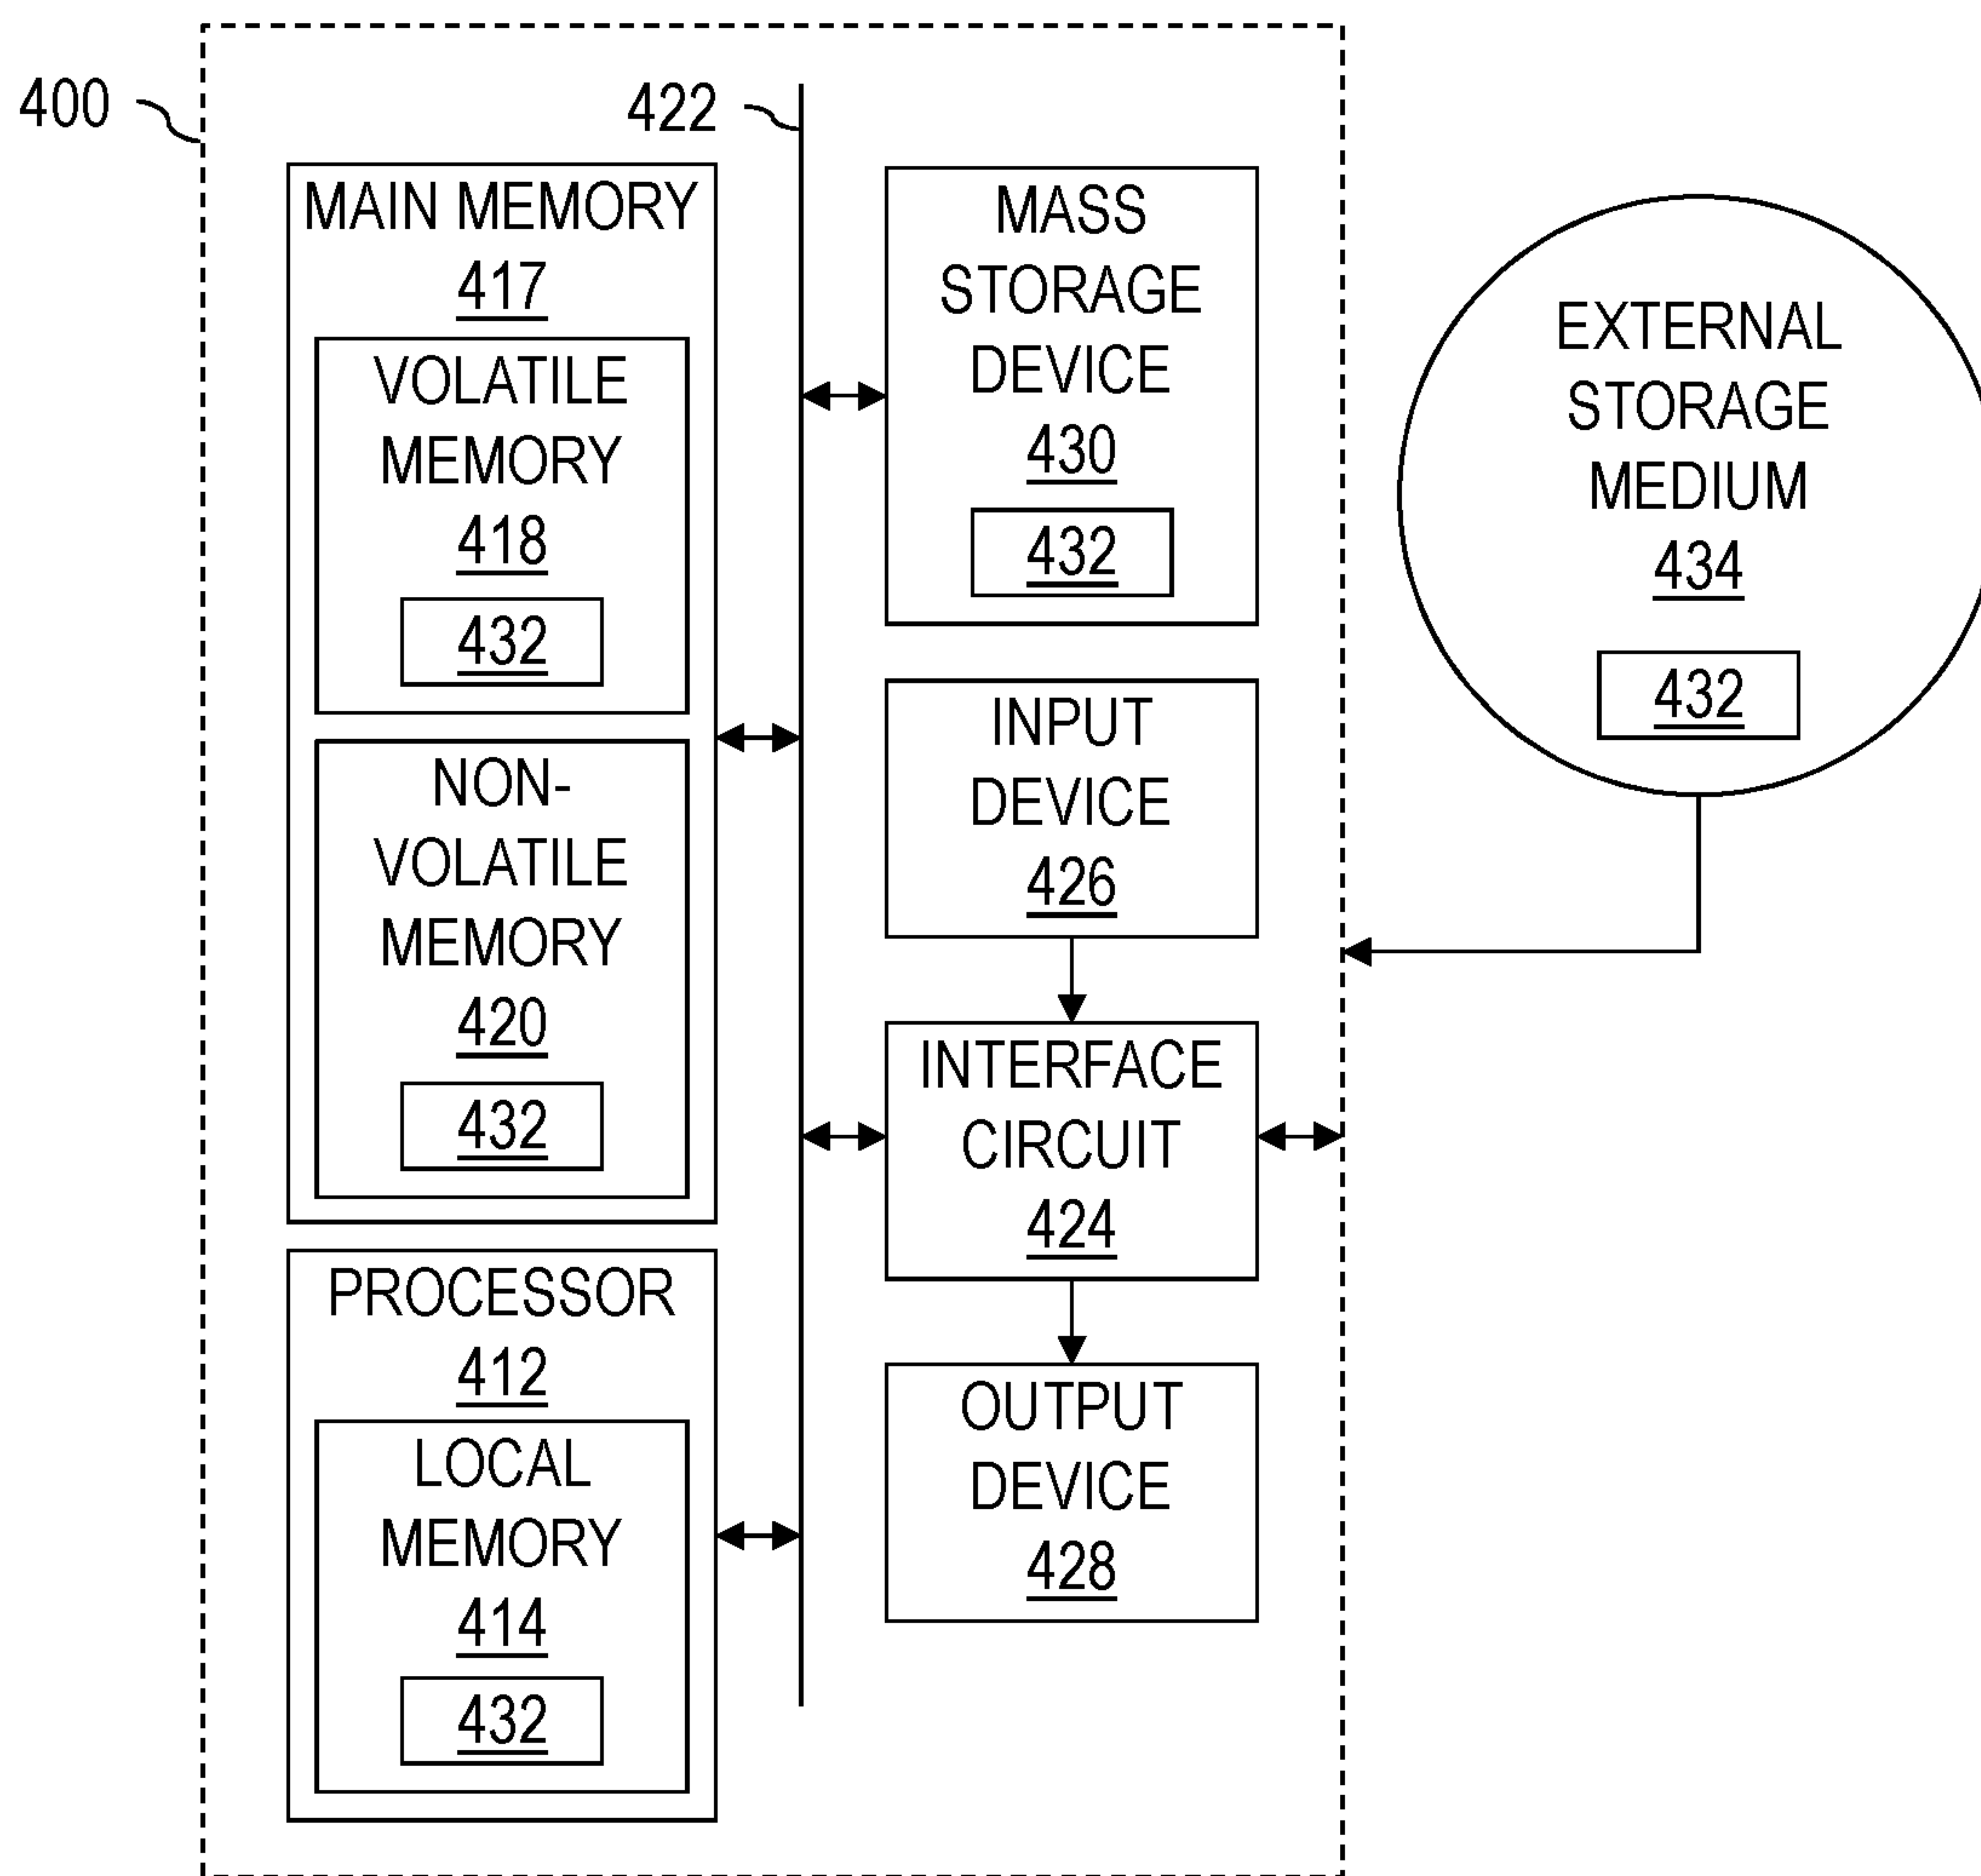 400
422
MAIN MEMORY
417
VOLATILE
MEMORY
418
432
NON-
VOLATILE
MEMORY
420
432
PROCESSOR
412
LOCAL
MEMORY
414
432
MASS
STORAGE
DEVICE
430
432
INPUT
DEVICE
426
INTERFACE
CIRCUIT
424
OUTPUT
DEVICE
428
EXTERNAL
STORAGE
MEDIUM
434
432